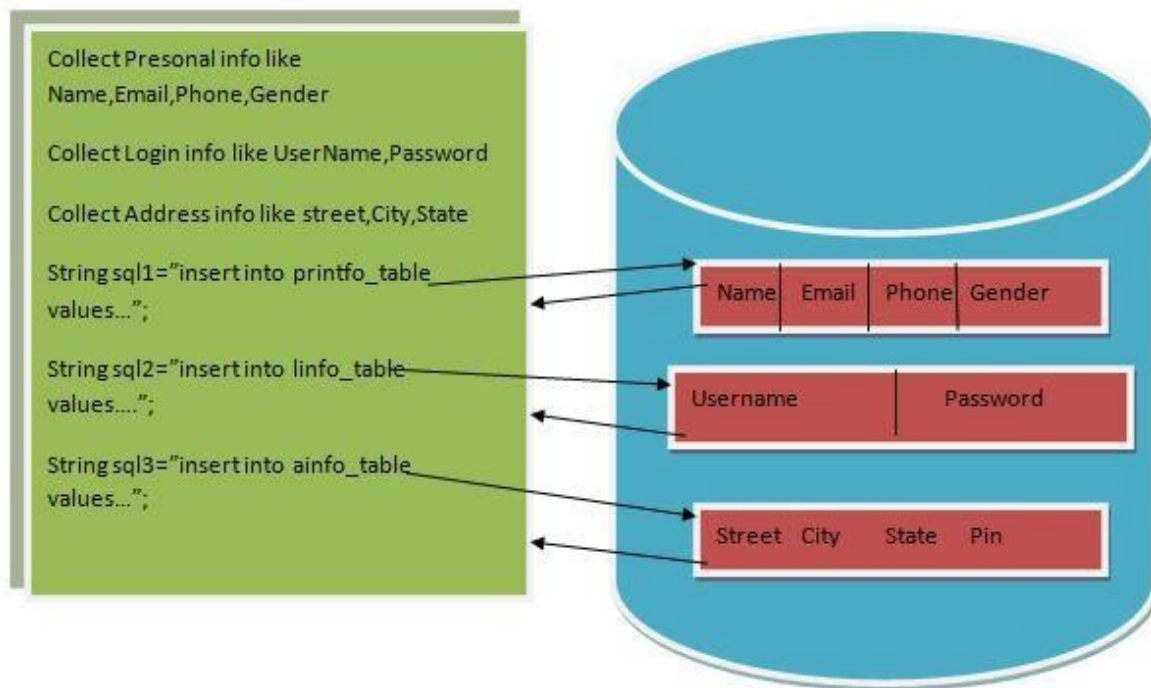 Collect Presonal info like
Name,Email,Phone,Gender
Collect Login info like UserName,Password
Collect Address info like street,City,State
String sql1=”insert into printfo_table
values...”;
String sql2=”insert into linfo_table
values....”;
String sql3=”insert into ainfo_table
values...”;
Name Email Phone Gender
Username Password
Street City State Pin